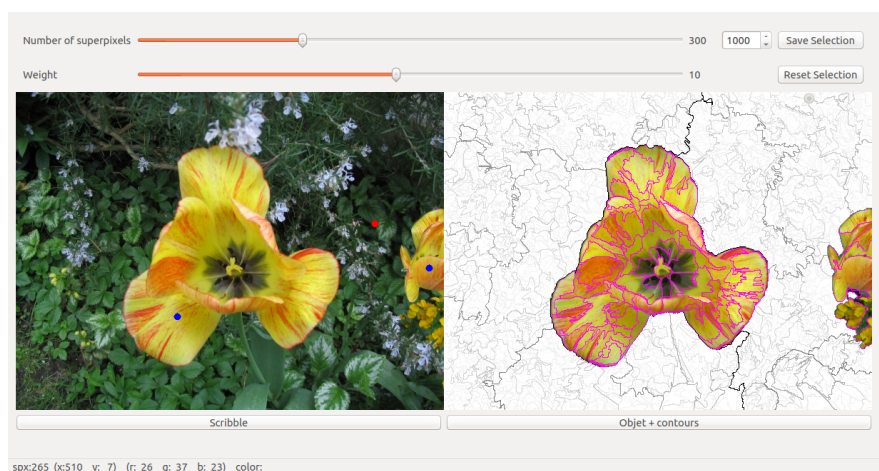 Number of superpixels 300 1000 Save Selection
Weight 10 Reset Selection
Scribble Objet + contours
spx:265 (x:510 y: 7) (r: 26 g: 37 b: 23) color: